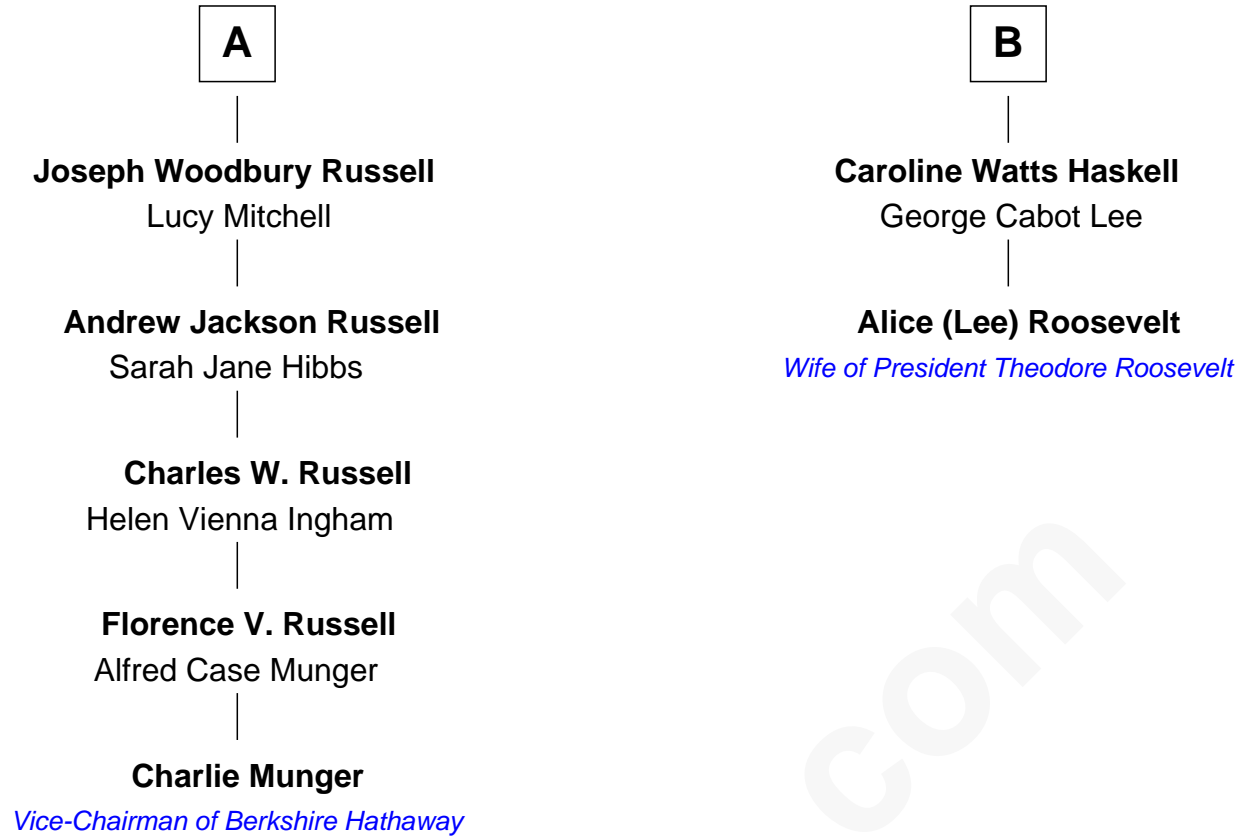 A
Joseph Woodbury Russell
Lucy Mitchell
Andrew Jackson Russell
Sarah Jane Hibbs
Charles W. Russell
Helen Vienna Ingham
Florence V. Russell
Alfred Case Munger
Charlie Munger
Vice-Chairman of Berkshire Hathaway
B
Caroline Watts Haskell
George Cabot Lee
Alice (Lee) Roosevelt
Wife of President Theodore Roosevelt
com